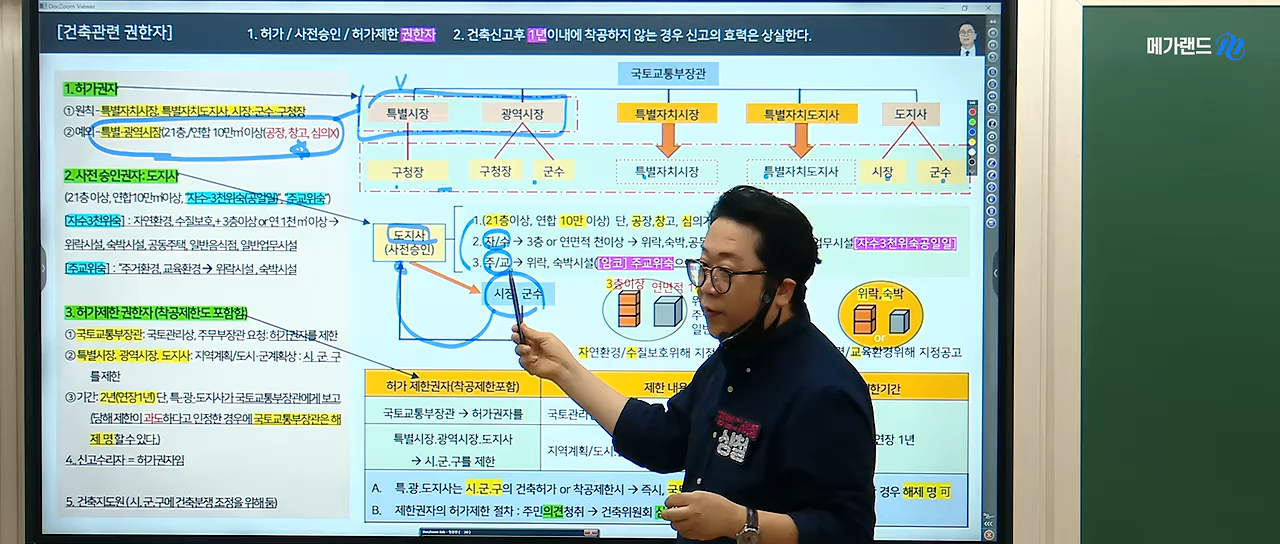 DocZoom Viewer
[건축관련 권한자]
1. 허가 / 사전승인 / 허가제한 권한자 2. 건축신고후 1년이내에 착공하지 않는 경우 신고의 효력은 상실한다.
메가랜드
1. 허가권자
①원칙-특별자치시장, 특별자치도지사, 시장·군수·구청장
②예외-특별·광역시장(21층/연합 10만㎡이상(공장, 창고, 심의X)
2. 사전 승인권자: 도지사
(21층이상, 연합10만㎡이상, "자수-3천위숙(공일일)", "주교위숙")
[자수3천위숙] : 자연환경, 수질보호,+3층이상 or 연 1천㎡이상 →
위락시설, 숙박시설, 공동주택, 일반음식점, 일반업무시설
[주교위숙] : "주거환경, 교육환경→ 위락시설, 숙박시설
3. 허가제한 권한자(착공제한도 포함함)
①국토교통부장관: 국토관리상, 주무부장관 요청: 허가권자를 제한
②특별시장. 광역시장. 도지사: 지역계획/도시·군계획상 : 시. 군. 구
를제한
③기간: 2년(연장1년) 단, 특·광·도지사가 국토교통부장관에게 보고
(당해제한이 과도하다고 인정한 경우에 국토교통부장관은 해
제 명할 수 있다.)
4. 신고수리자 = 허가권자임
5. 건축지도원 ( 시. 군.구에 건축분쟁 조정을 위해 둠)
국토교통부장관
특별시장 광역시장 특별자치시장 특별자치도지사 도지사
구청장 구청장 군수 특별자치시장 특별자치도지사 시장 군수
도지사
(사전승인)
시장, 군수
1.(21층이상, 연합 10만 이상) 단, 공장,창고, 심의
2. 자/수 → 3층 or 연면적 천이상 → 위락,숙박,공동 업무시설[자수3천위숙공일일]
3. 주/교 → 위락, 숙박시설([암코] 주교위숙
3층이상 연면적
위락,숙박
or
자연환경/수질보호위해 지정
교육환경위해 지정공고
허가 제한권자(착공제한포함) 제한 내용 한기간
국토교통부장관 → 허가권자를 국토관리
특별시장.광역시장.도지사
→ 시.군.구를 제한
지역계획/도시
연장 1년
A. 특.광.도지사는 시.군.구의 건축허가 or 착공제한시 → 즉시, 경우 해제 명 可
B. 제한권자의 허가제한 절차 : 주민의견청취 → 건축위원회